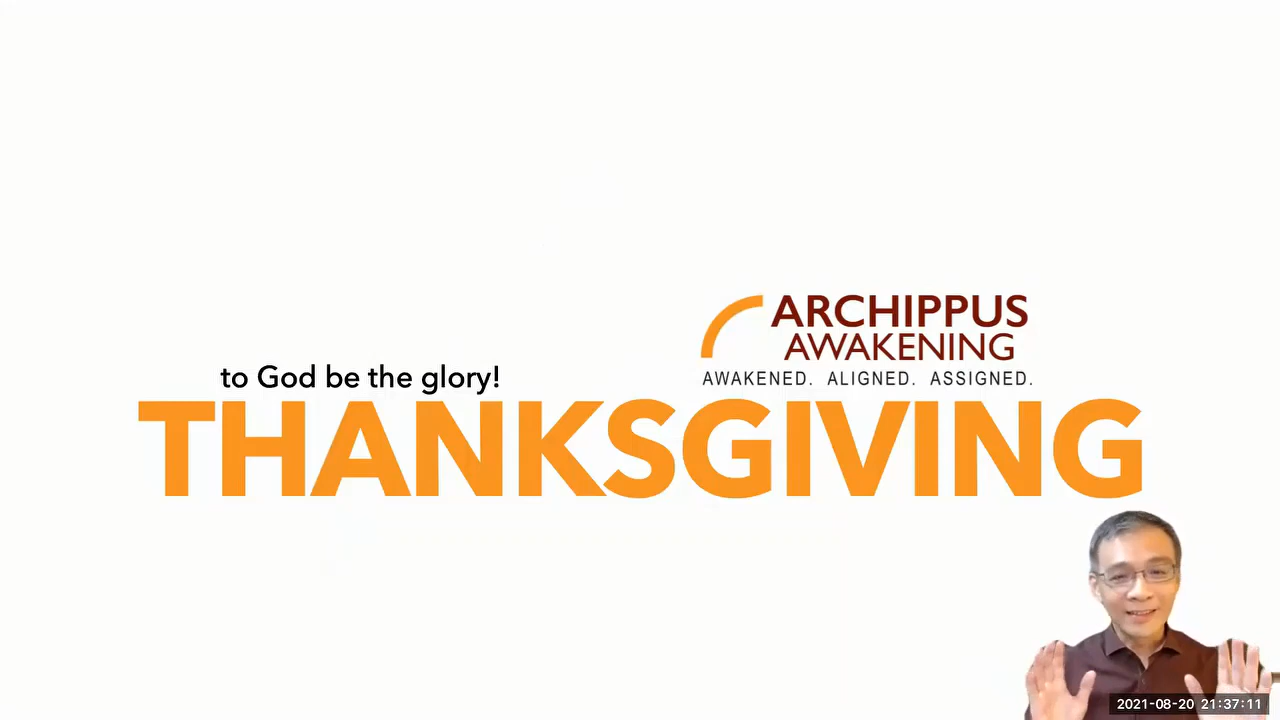 ARCHIPPUS
AWAKENING
AWAKENED. ALIGNED. ASSIGNED.
to God be the glory!
THANKSGIVING
2021-08-20 21:37:11